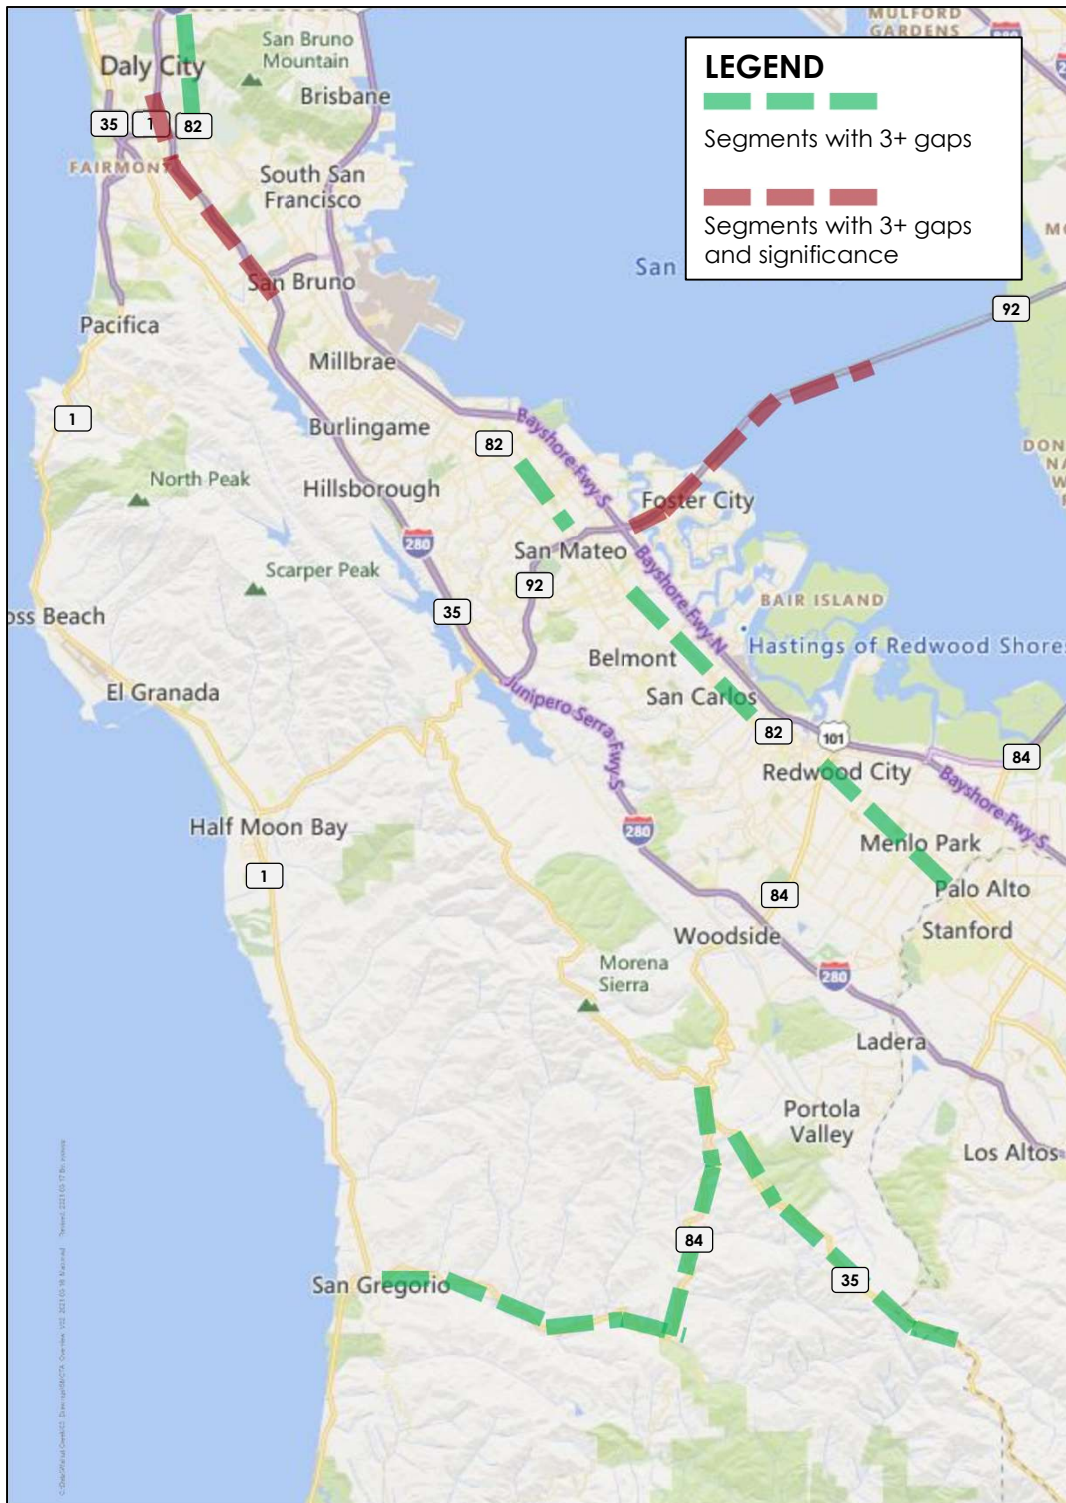 MULFORD
GARDENS
San Bruno
Mountain
Daly City
Brisbane
LEGEND
Segments with 3+ gaps
Segments with 3+ gaps
and significance
35
1
82
FAIRMONT
South San
Francisco
San
San Bruno
92
Pacifica
Millbrae
1
Bayshore Fwy S
82
Burlingame
DON
NA
W
North Peak
Hillsborough
Foster City
280
San Mateo
Scarper Peak
92
Bayshore Fwy N
BAIR ISLAND
35
oss Beach
Hastings of Redwood Shores
Belmont
El Granada
San Carlos
Junipero Serra Fwy S
82
101
84
Redwood City
Bayshore Fwy S
Half Moon Bay
280
Menlo Park
1
84
Palo Alto
Stanford
Woodside
Morena
Sierra
280
Ladera
Portola
Valley
Los Altos
84
35
San Gregorio